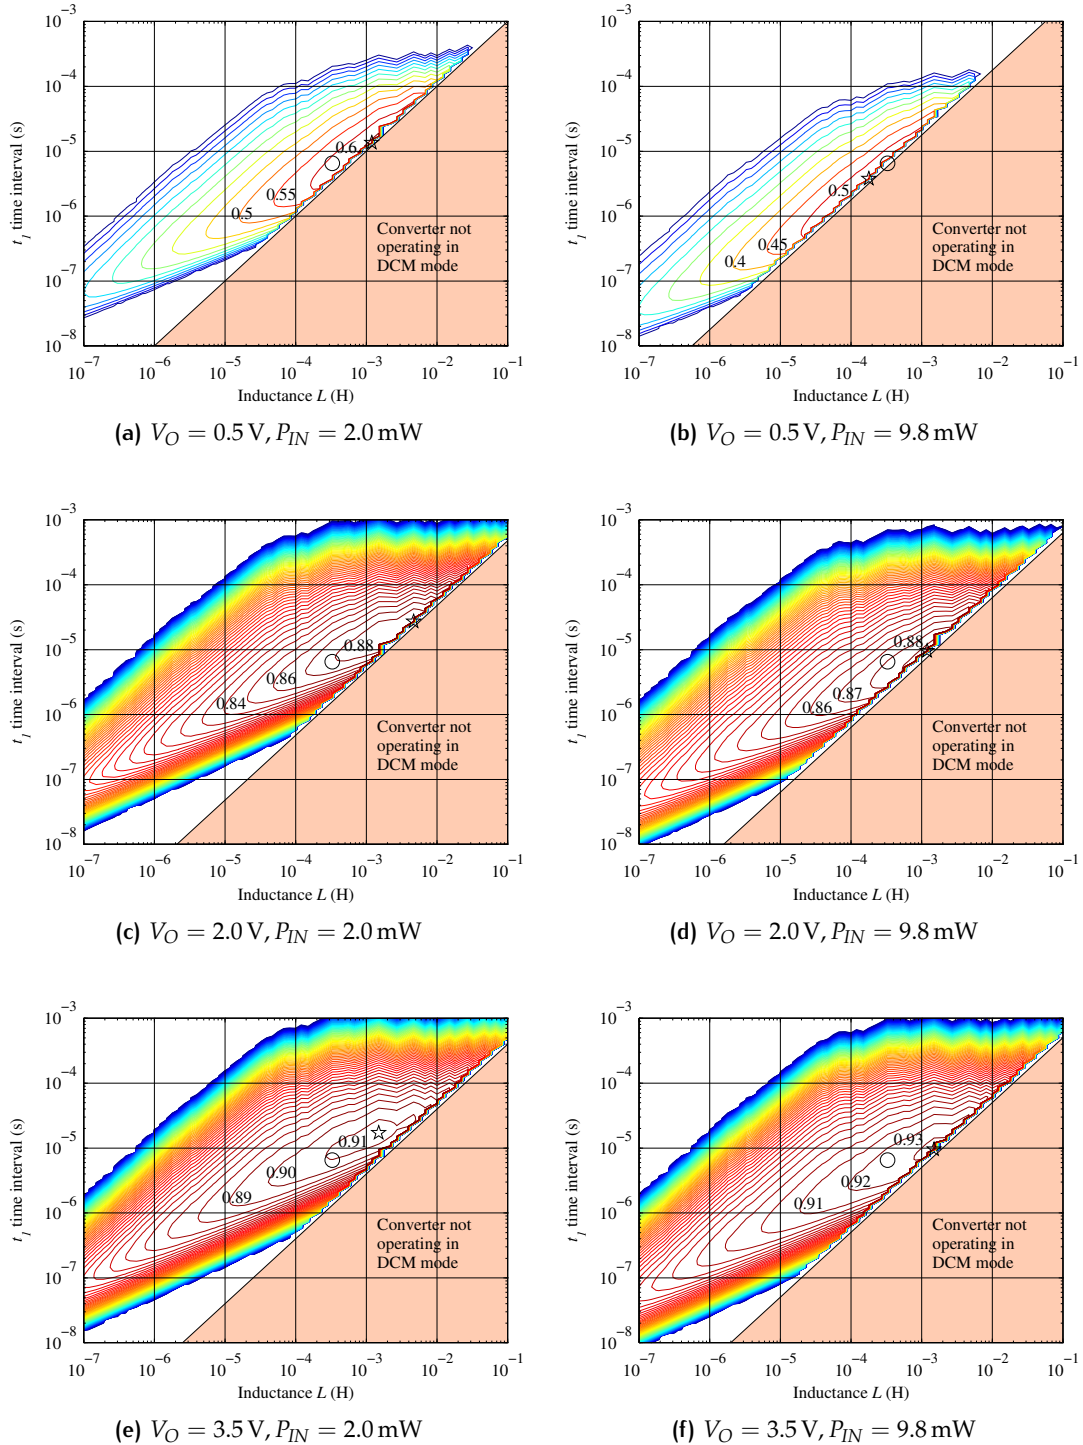 10⁻³
10⁻⁴
10⁻⁵
10⁻⁶
10⁻⁷
10⁻⁸
t₁ time interval (s)
0.6
0.55
0.5
Converter not
operating in
DCM mode
10⁻⁷ 10⁻⁶ 10⁻⁵ 10⁻⁴ 10⁻³ 10⁻² 10⁻¹
Inductance L (H)
(a) V_O = 0.5 V, P_IN = 2.0 mW
10⁻³
10⁻⁴
10⁻⁵
10⁻⁶
10⁻⁷
10⁻⁸
t₁ time interval (s)
0.5
0.45
0.4
Converter not
operating in
DCM mode
10⁻⁷ 10⁻⁶ 10⁻⁵ 10⁻⁴ 10⁻³ 10⁻² 10⁻¹
Inductance L (H)
(b) V_O = 0.5 V, P_IN = 9.8 mW
10⁻³
10⁻⁴
10⁻⁵
10⁻⁶
10⁻⁷
10⁻⁸
t₁ time interval (s)
0.88
0.86
0.84
Converter not
operating in
DCM mode
10⁻⁷ 10⁻⁶ 10⁻⁵ 10⁻⁴ 10⁻³ 10⁻² 10⁻¹
Inductance L (H)
(c) V_O = 2.0 V, P_IN = 2.0 mW
10⁻³
10⁻⁴
10⁻⁵
10⁻⁶
10⁻⁷
10⁻⁸
t₁ time interval (s)
0.88
0.87
0.86
Converter not
operating in
DCM mode
10⁻⁷ 10⁻⁶ 10⁻⁵ 10⁻⁴ 10⁻³ 10⁻² 10⁻¹
Inductance L (H)
(d) V_O = 2.0 V, P_IN = 9.8 mW
10⁻³
10⁻⁴
10⁻⁵
10⁻⁶
10⁻⁷
10⁻⁸
t₁ time interval (s)
0.91
0.90
0.89
Converter not
operating in
DCM mode
10⁻⁷ 10⁻⁶ 10⁻⁵ 10⁻⁴ 10⁻³ 10⁻² 10⁻¹
Inductance L (H)
(e) V_O = 3.5 V, P_IN = 2.0 mW
10⁻³
10⁻⁴
10⁻⁵
10⁻⁶
10⁻⁷
10⁻⁸
t₁ time interval (s)
0.93
0.92
0.91
Converter not
operating in
DCM mode
10⁻⁷ 10⁻⁶ 10⁻⁵ 10⁻⁴ 10⁻³ 10⁻² 10⁻¹
Inductance L (H)
(f) V_O = 3.5 V, P_IN = 9.8 mW